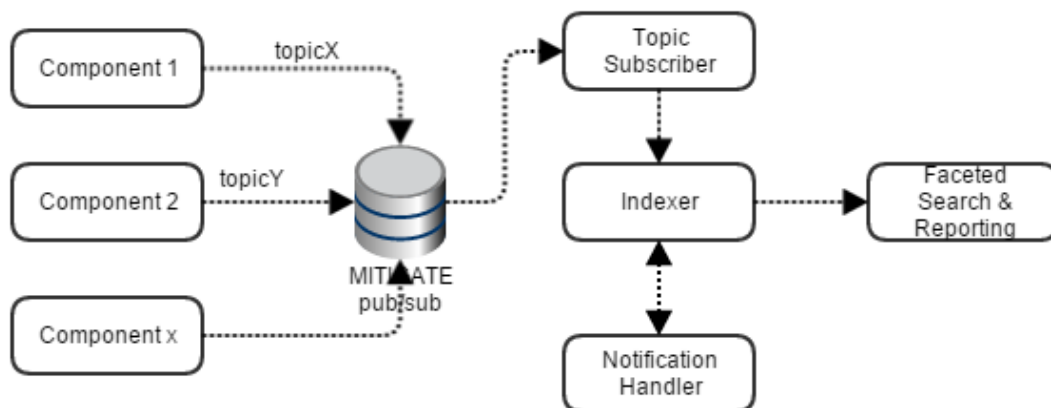 Component 1
topicX
Component 2
topicY
Component x
MITIGATE
pub/sub
Topic
Subscriber
Indexer
Faceted
Search &
Reporting
Notification
Handler